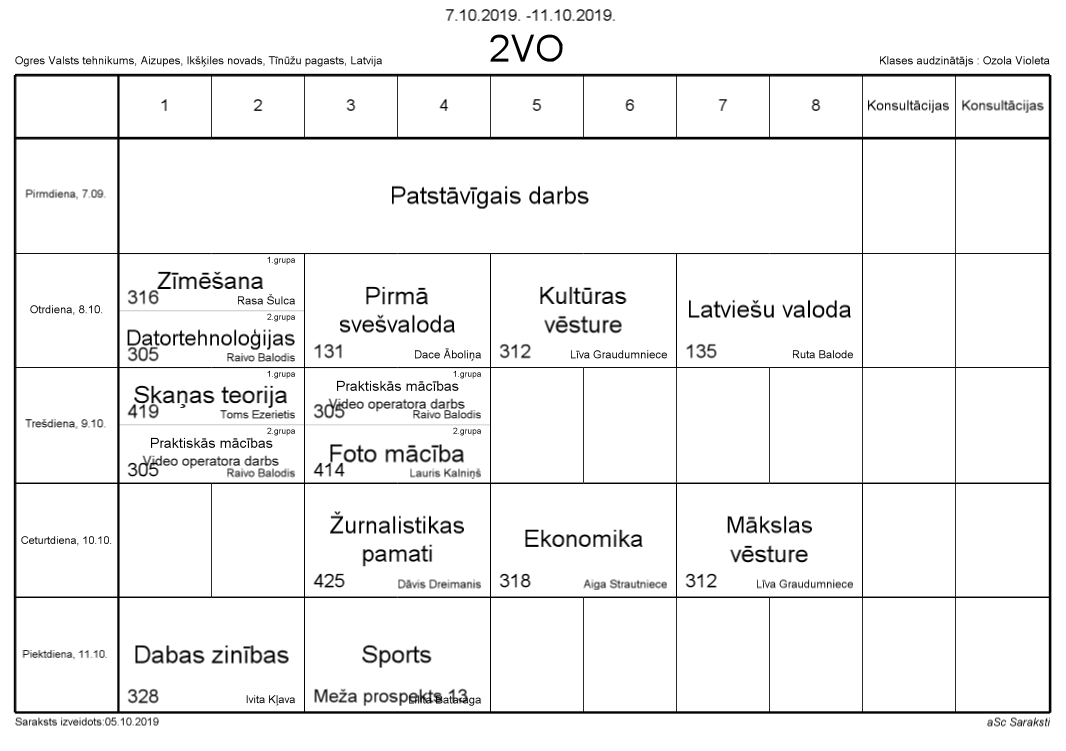 7.10.2019. -11.10.2019.
2VO
Ogres Valsts tehnikums, Aizupes, Ikšķiles novads, Tīnūžu pagasts, Latvija
Klases audzinātājs : Ozola Violeta
1 2 3 4 5 6 7 8 Konsultācijas Konsultācijas
Pirmdiena, 7.09.
Patstāvīgais darbs
Otrdiena, 8.10.
1.grupa
Zīmēšana
316 Rasa Šulca
2.grupa
Datortehnoloģijas
305 Raivo Balodis
Pirmā
svešvaloda
131 Dace Āboliņa
Kultūras
vēsture
312 Līva Graudumniece
Latviešu valoda
135 Ruta Balode
Trešdiena, 9.10.
1.grupa
Skaņas teorija
419 Toms Ezerietis
2.grupa
Praktiskās mācības
Video operatora darbs
305 Raivo Balodis
1.grupa
Praktiskās mācības
Video operatora darbs
305 Raivo Balodis
2.grupa
Foto mācība
414 Lauris Kalniņš
Ceturtdiena, 10.10.
Žurnalistikas
pamati
425 Dāvis Dreimanis
Ekonomika
318 Aiga Strautniece
Mākslas
vēsture
312 Līva Graudumniece
Piektdiena, 11.10.
Dabas zinības
328 Ivita Kļava
Sports
Meža prospekts 13
Saraksts izveidots:05.10.2019
aSc Saraksti